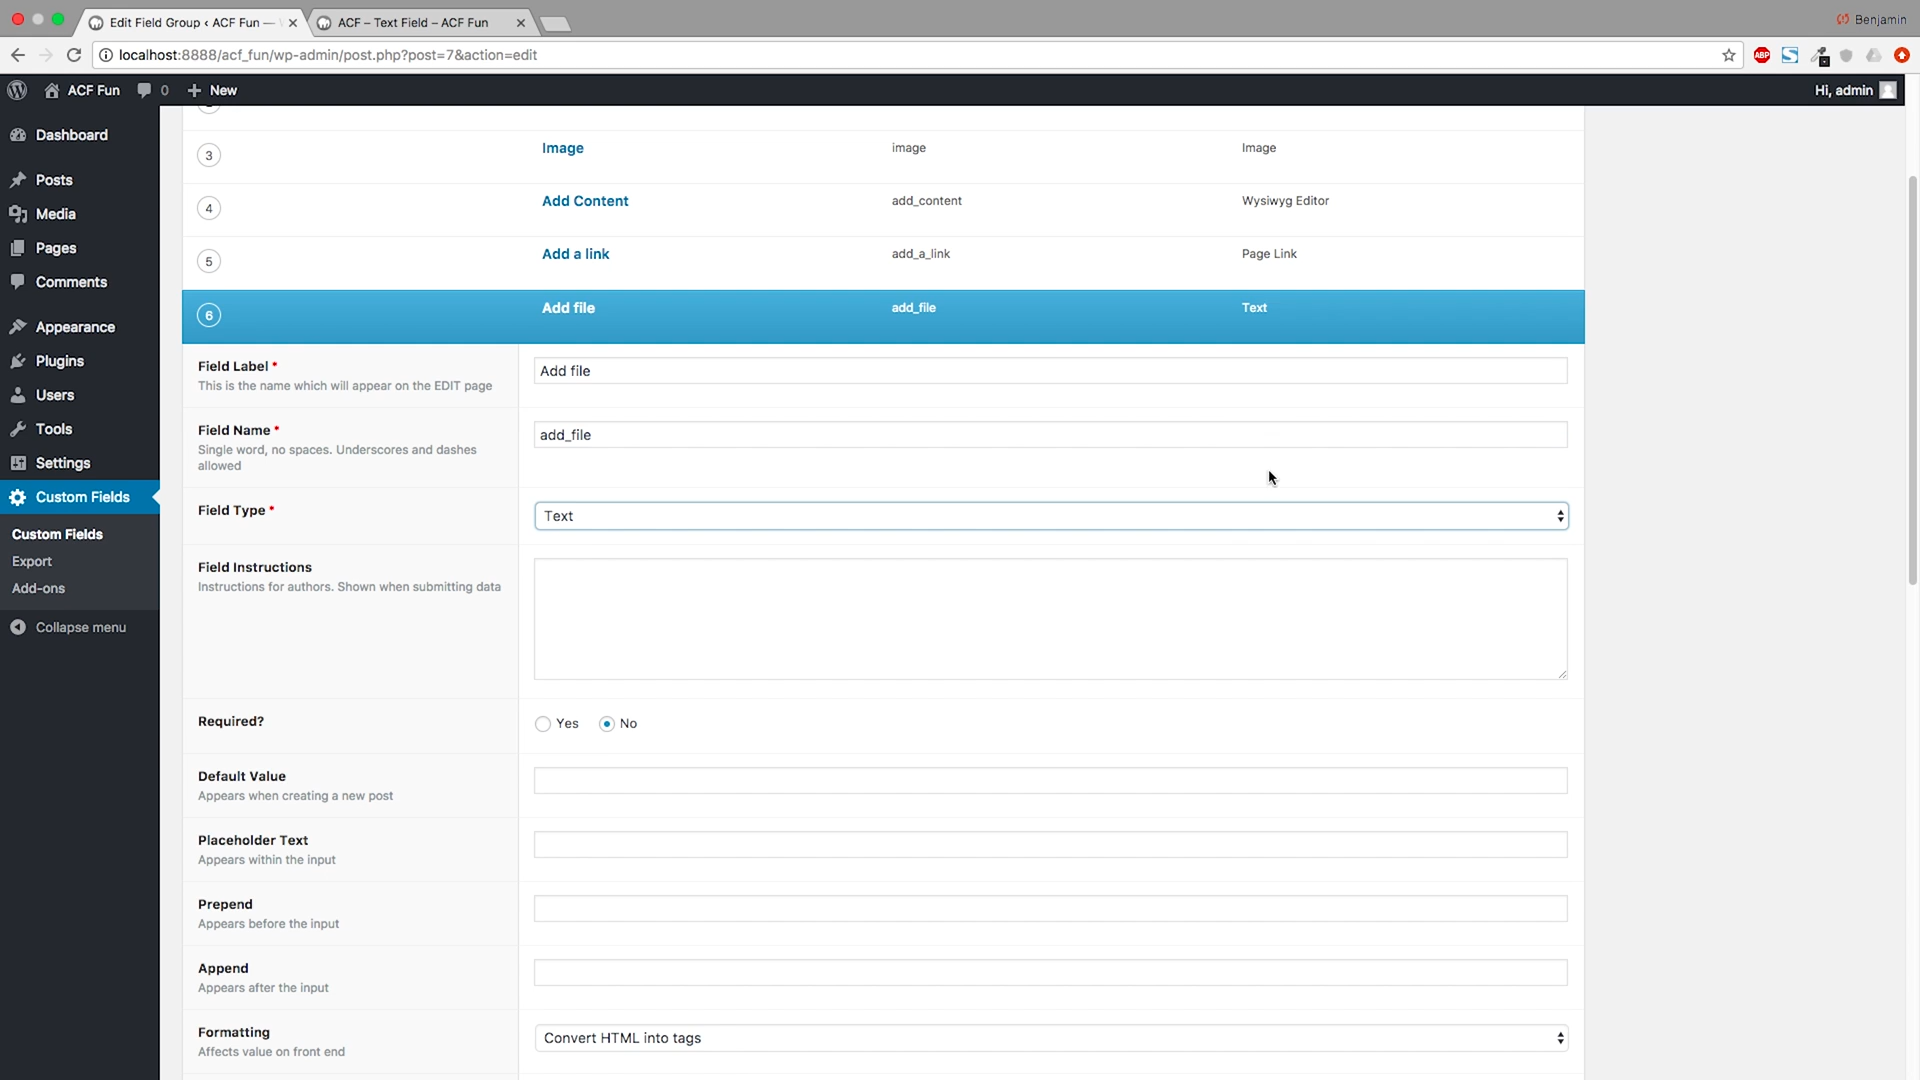 Edit Field Group ‹ ACF Fun —
ACF – Text Field – ACF Fun
Benjamin
localhost:8888/acf_fun/wp-admin/post.php?post=7&action=edit
ABP
ACF Fun
0
New
Hi, admin
Dashboard
Posts
Media
Pages
Comments
Appearance
Plugins
Users
Tools
Settings
Custom Fields
Custom Fields
Export
Add-ons
Collapse menu
3 Image image Image
4 Add Content add_content Wysiwyg Editor
5 Add a link add_a_link Page Link
6 Add file add_file Text
Field Label *
This is the name which will appear on the EDIT page
Add file
Field Name *
Single word, no spaces. Underscores and dashes
allowed
add_file
Field Type *
Text
Field Instructions
Instructions for authors. Shown when submitting data
Required?
Yes No
Default Value
Appears when creating a new post
Placeholder Text
Appears within the input
Prepend
Appears before the input
Append
Appears after the input
Formatting
Affects value on front end
Convert HTML into tags